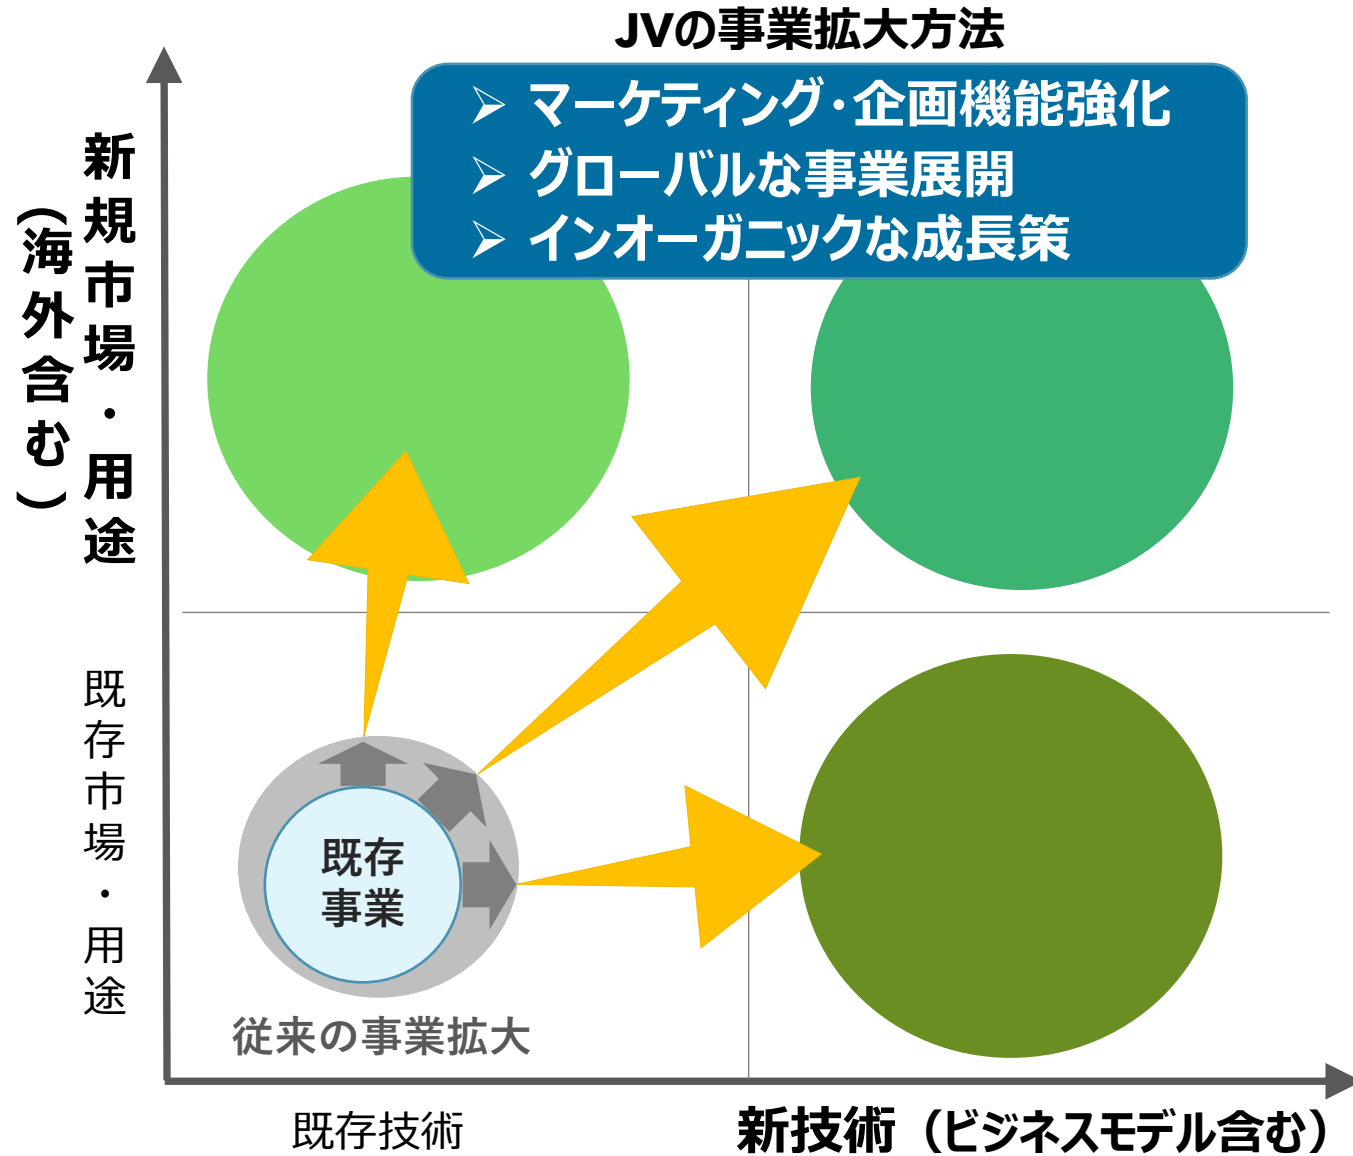 JVの事業拡大方法
➢ マーケティング・企画機能強化
➢ グローバルな事業展開
➢ インオーガニックな成長策
新規市場・用途
（海外含む）
既存市場・用途
既存
事業
従来の事業拡大
既存技術
新技術（ビジネスモデル含む）